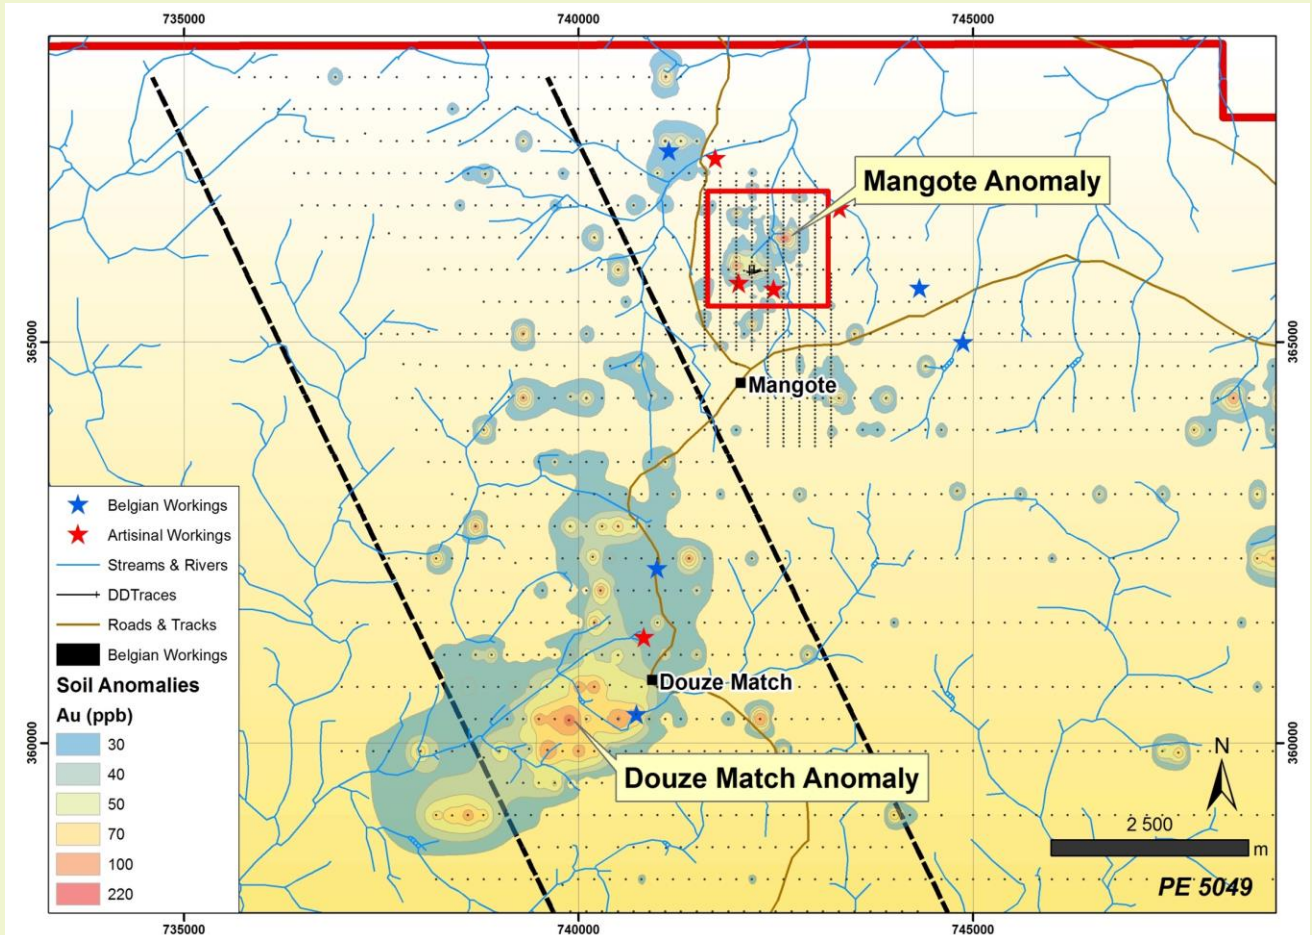 735000
740000
745000
Mangote Anomaly
365000
365000
Mangote
Belgian Workings
Artisinal Workings
Streams & Rivers
DDTraces
Roads & Tracks
Belgian Workings
Soil Anomalies
Au (ppb)
30
40
50
70
100
220
Douze Match
360000
360000
Douze Match Anomaly
N
2 500
m
PE 5049
735000
740000
745000